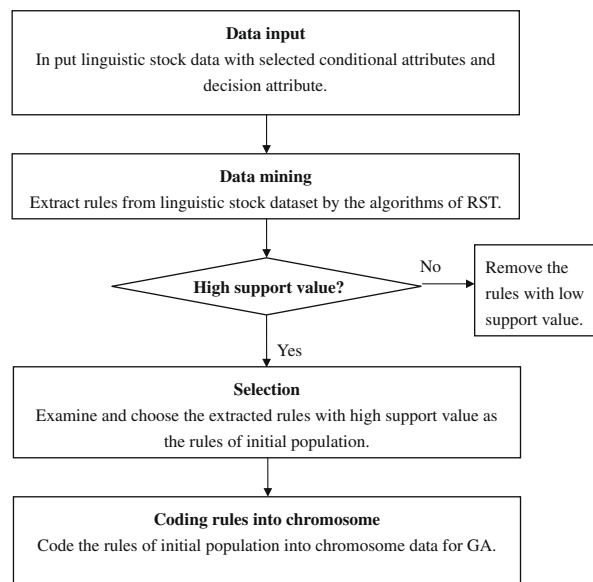 Data input
In put linguistic stock data with selected conditional attributes and
decision attribute.
Data mining
Extract rules from linguistic stock dataset by the algorithms of RST.
High support value?
No
Remove the
rules with low
support value.
Yes
Selection
Examine and choose the extracted rules with high support value as
the rules of initial population.
Coding rules into chromosome
Code the rules of initial population into chromosome data for GA.